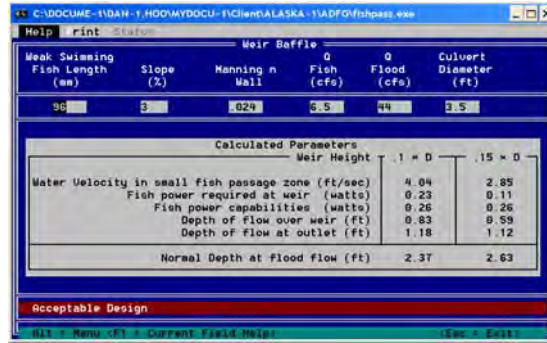 C:\DOCUME~1\DAN-1.HOO\MYDOCU~1\Client\ALASKA~1\ADFG\fishpass.exe
Help Print Status
Weir Baffle
Weak Swimming Fish Length (mm) Slope (%) Manning n Wall Q Fish (cfs) Q Flood (cfs) Culvert Diameter (ft)
96 3 .024 6.5 44 3.5
Calculated Parameters
Weir Height .1 * D .15 * D
Water Velocity in small fish passage zone (ft/sec) 4.04 2.85
Fish power required at weir (watts) 0.23 0.11
Fish power capabilities (watts) 0.26 0.26
Depth of flow over weir (ft) 0.83 0.59
Depth of flow at outlet (ft) 1.18 1.12
Normal Depth at flood flow (ft) 2.37 2.63
Acceptable Design
Alt = Menu <F1 = Current Field Help> <Esc = Exit>